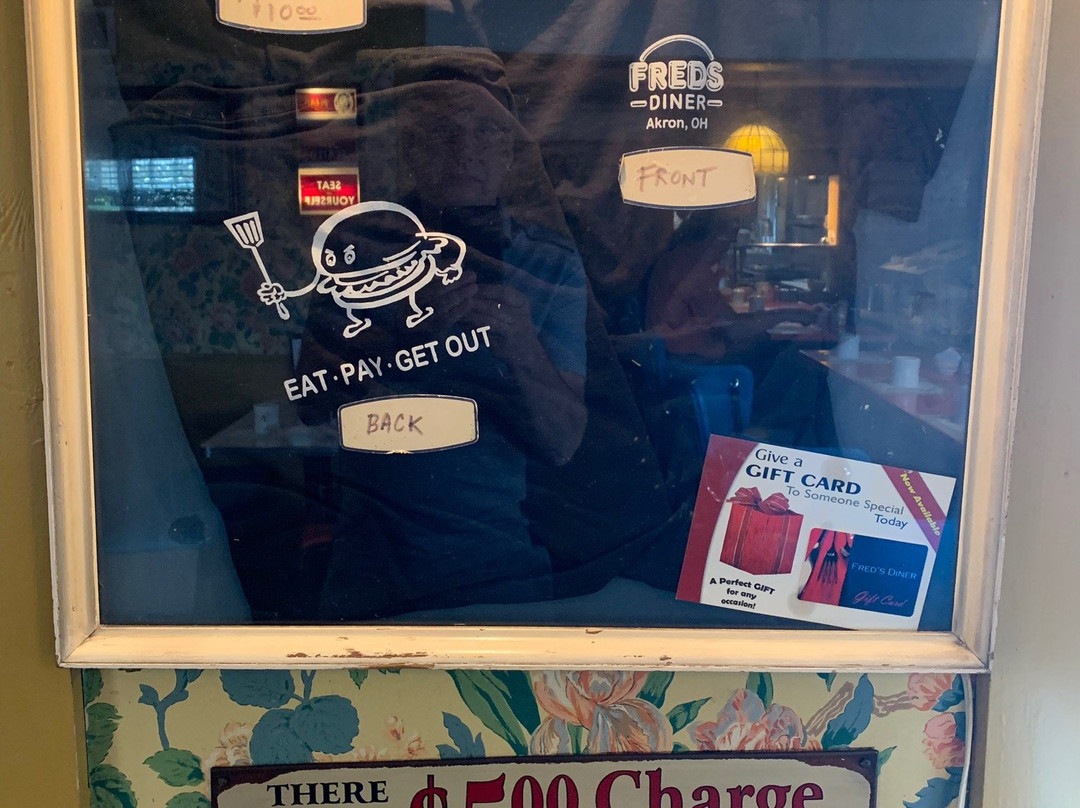 $10.00
FREDS
DINER
Akron, OH
FRONT
SEAT
YOURSELF
EAT · PAY · GET OUT
BACK
Give a
GIFT CARD
To Someone Special
Today
Now Available
FRED'S DINER
Gift Card
A Perfect GIFT
for any
occasion!
THERE
$5.00 Charge